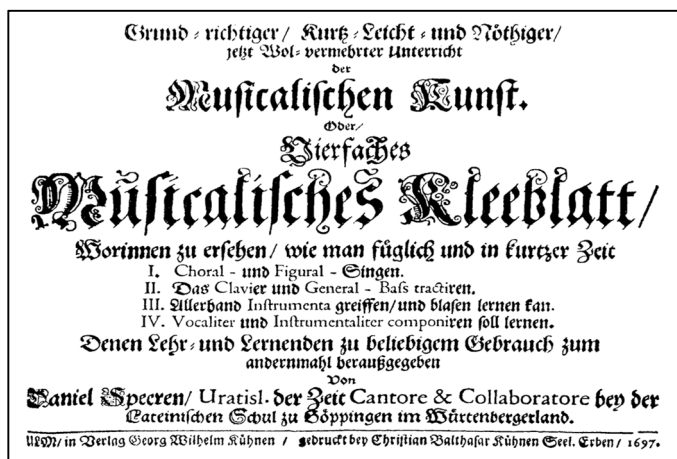 Grund-richtiger/ Kurtz-Leicht-und Nöthiger/
jetzt Wol-vermehrter Unterricht
der
Musicalischen Kunst.
Oder/
Vierfaches
Musicalisches Kleeblatt/
Worinnen zu ersehen/ wie man füglich und in kurtzer Zeit
I. Choral - und Figural - Singen.
II. Das Clavier und General - Bass tractiren.
III. Allerhand Instrumenta greiffen/und blasen lernen kan.
IV. Vocaliter und Instrumentaliter componiren soll lernen.
Denen Lehr-und Lernenden zu beliebigem Gebrauch zum
andernmahl heraußgegeben
Von
Daniel Speeren/ Uratisl. der Zeit Cantore & Collaboratore bey der
Lateinischen Schul zu Göppingen im Würtenbergerland.
ULM/ in Verlag Georg Wilhelm Kühnen / gedruckt bey Christian Balthasar Kühnen Seel. Erben / 1697.